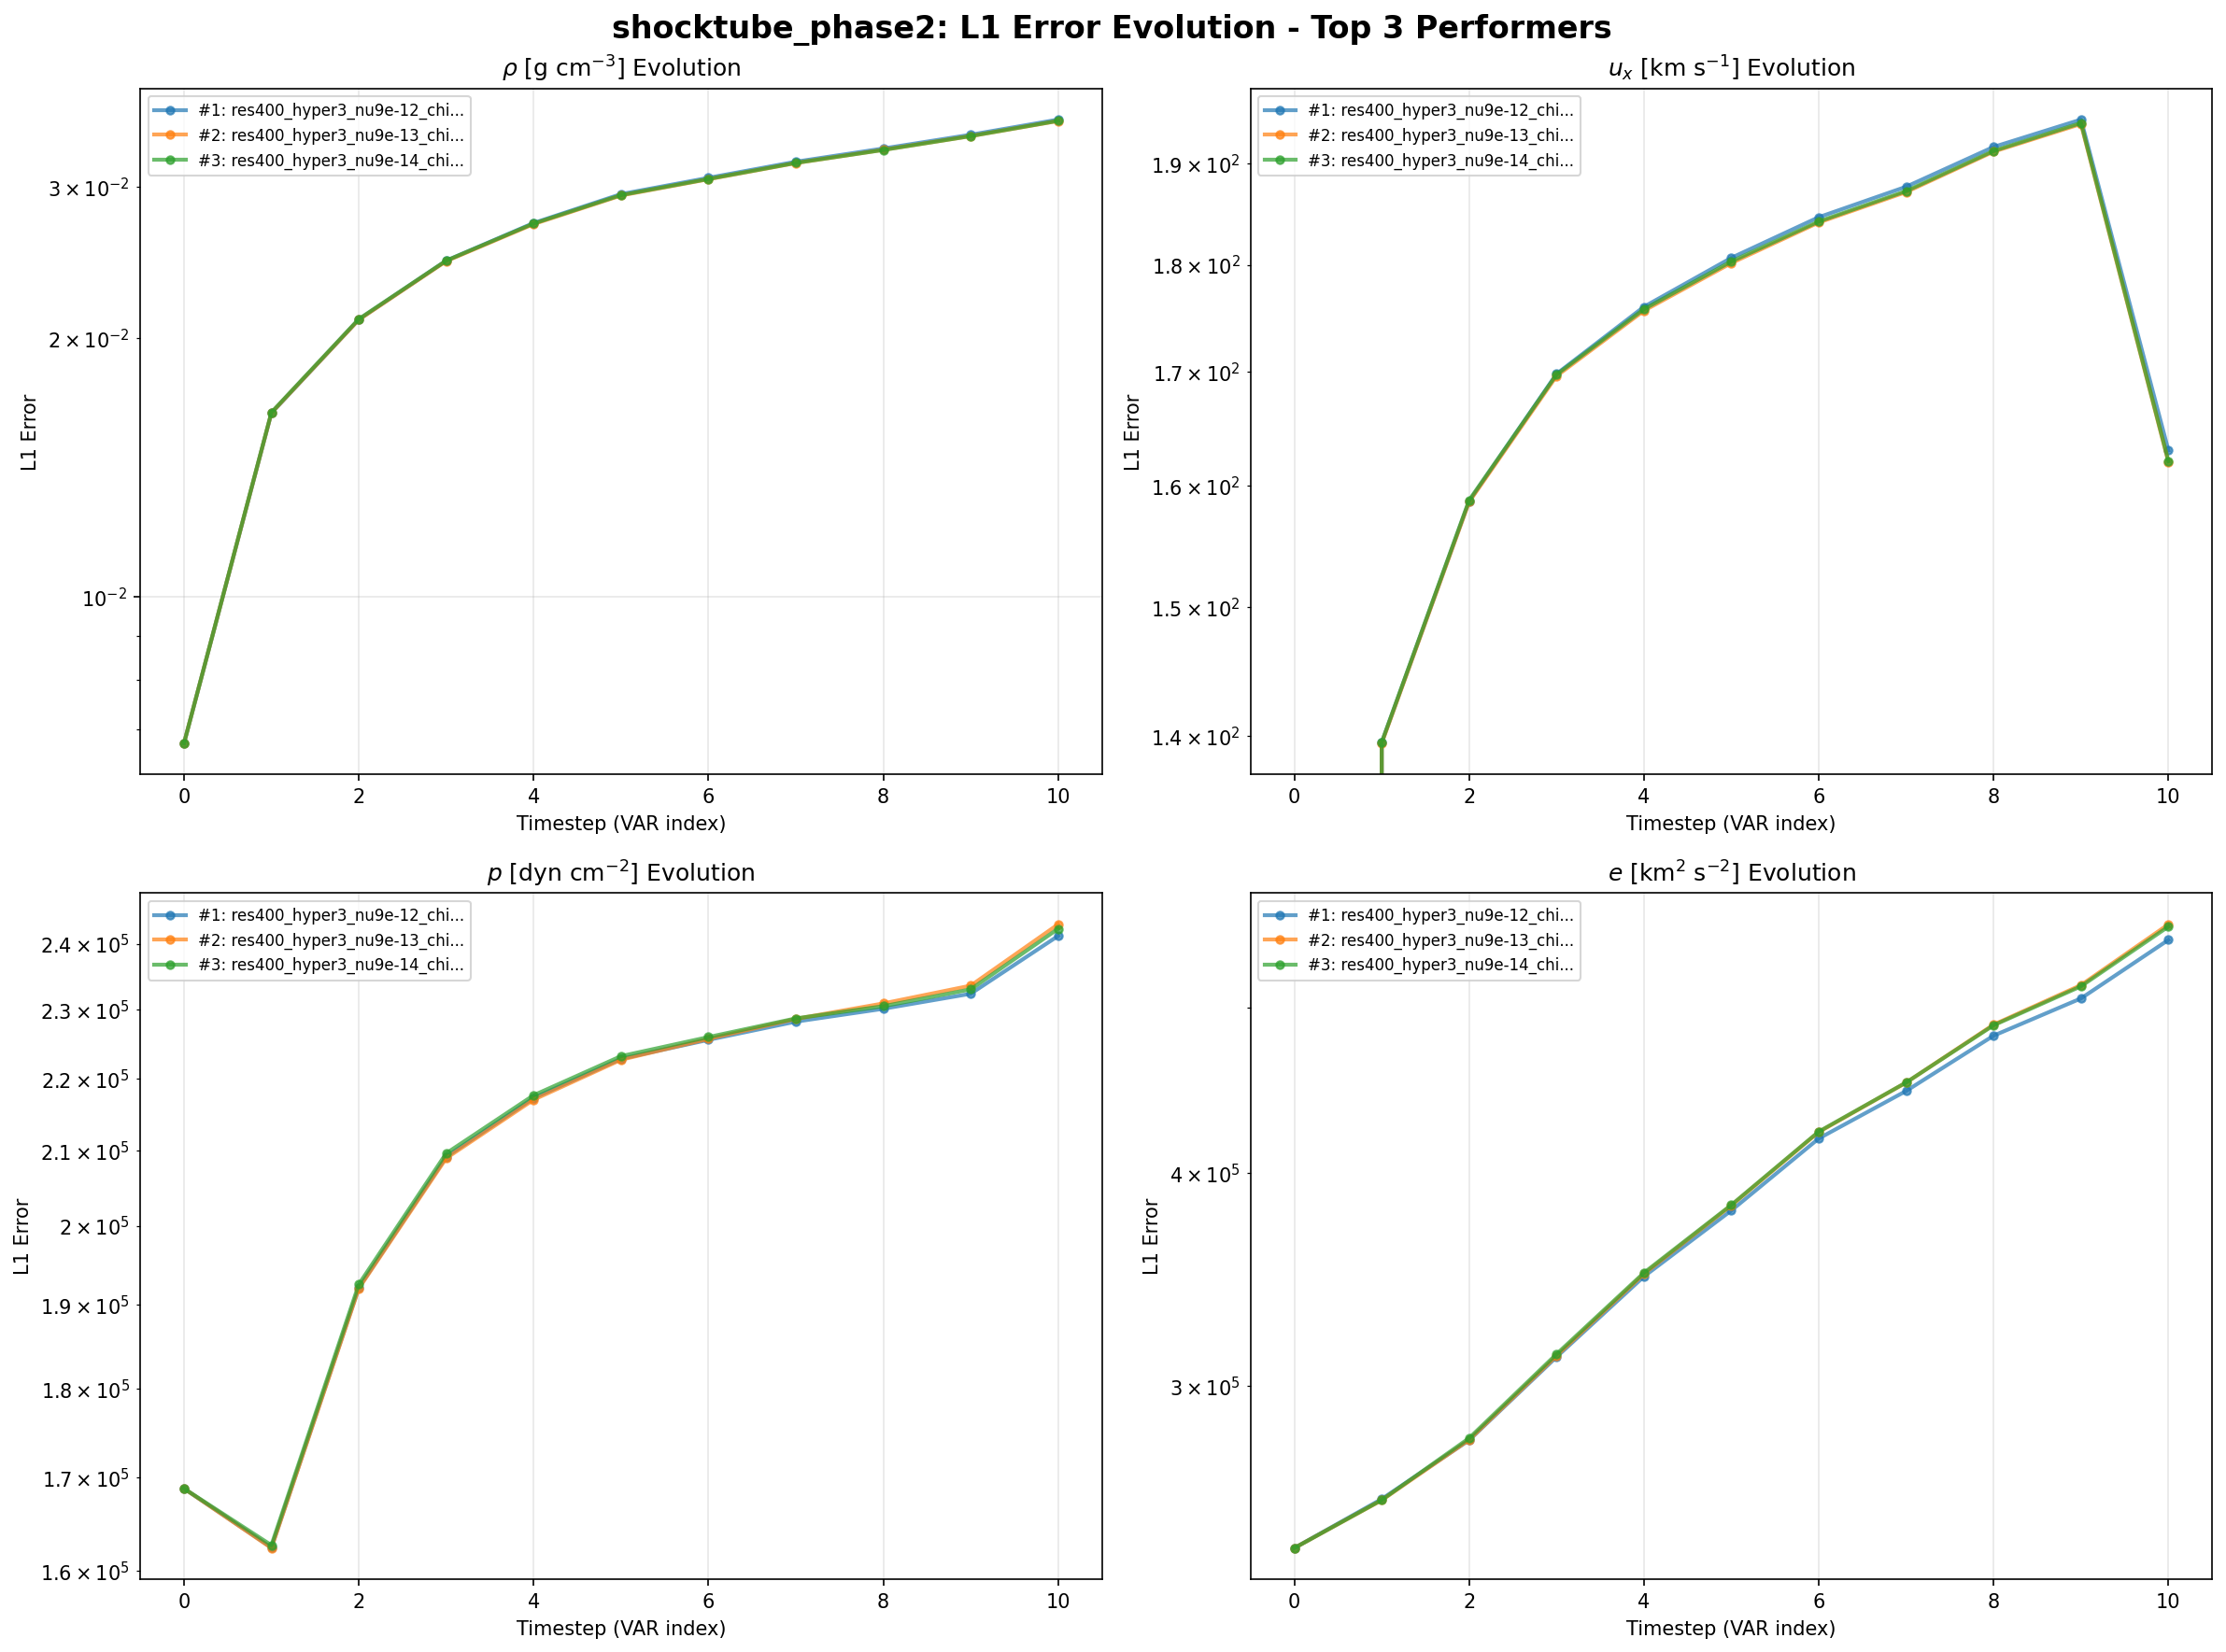 shocktube_phase2: L1 Error Evolution - Top 3 Performers
ρ [g cm⁻³] Evolution
#1: res400_hyper3_nu9e-12_chi...
#2: res400_hyper3_nu9e-13_chi...
#3: res400_hyper3_nu9e-14_chi...
3 × 10⁻²
2 × 10⁻²
10⁻²
L1 Error
0 2 4 6 8 10
Timestep (VAR index)
uₓ [km s⁻¹] Evolution
#1: res400_hyper3_nu9e-12_chi...
#2: res400_hyper3_nu9e-13_chi...
#3: res400_hyper3_nu9e-14_chi...
1.9 × 10²
1.8 × 10²
1.7 × 10²
1.6 × 10²
1.5 × 10²
1.4 × 10²
L1 Error
0 2 4 6 8 10
Timestep (VAR index)
p [dyn cm⁻²] Evolution
#1: res400_hyper3_nu9e-12_chi...
#2: res400_hyper3_nu9e-13_chi...
#3: res400_hyper3_nu9e-14_chi...
2.4 × 10⁵
2.3 × 10⁵
2.2 × 10⁵
2.1 × 10⁵
2 × 10⁵
1.9 × 10⁵
1.8 × 10⁵
1.7 × 10⁵
1.6 × 10⁵
L1 Error
0 2 4 6 8 10
Timestep (VAR index)
e [km² s⁻²] Evolution
#1: res400_hyper3_nu9e-12_chi...
#2: res400_hyper3_nu9e-13_chi...
#3: res400_hyper3_nu9e-14_chi...
4 × 10⁵
3 × 10⁵
L1 Error
0 2 4 6 8 10
Timestep (VAR index)